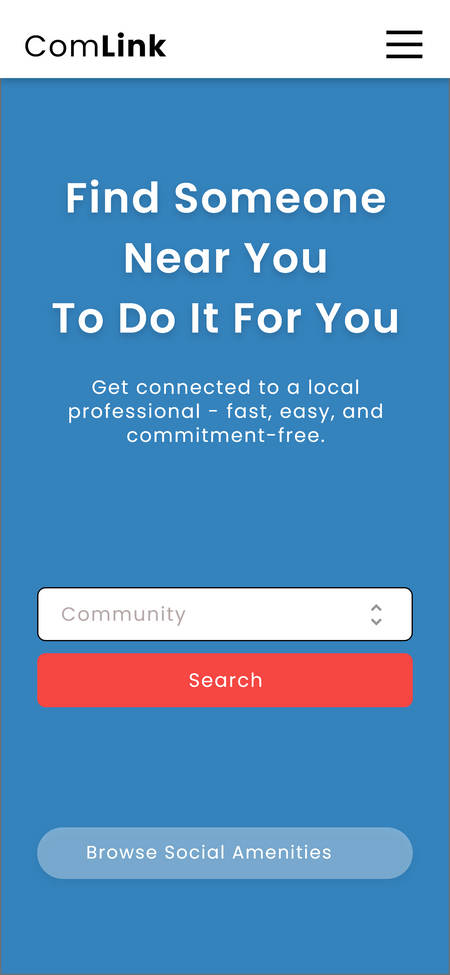 ComLink
Find Someone
Near You
To Do It For You
Get connected to a local
professional - fast, easy, and
commitment-free.
Community
Search
Browse Social Amenities